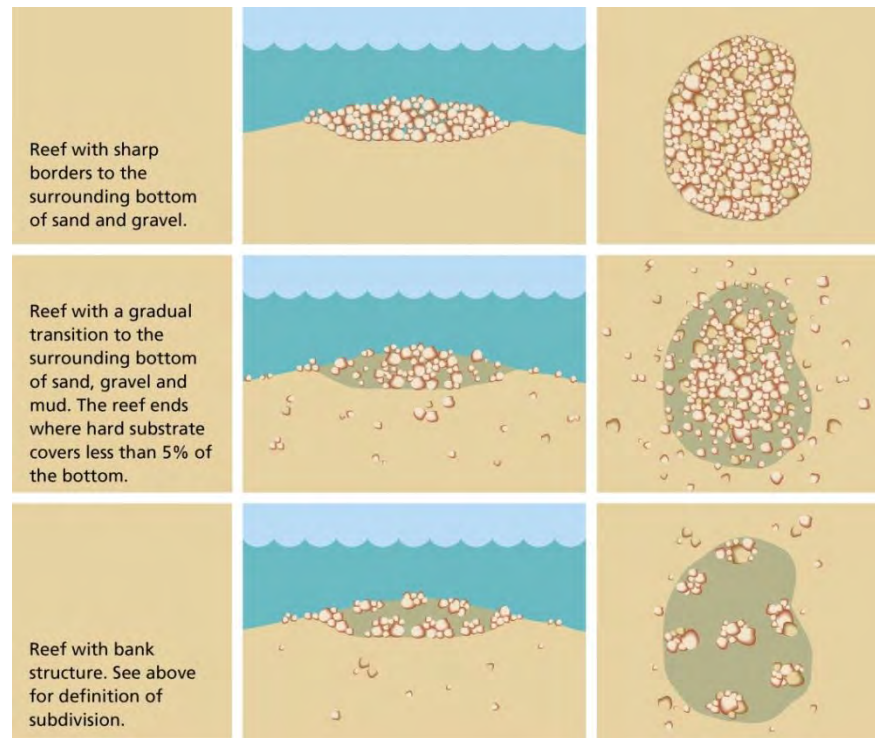 Reef with sharp
borders to the
surrounding bottom
of sand and gravel.
Reef with a gradual
transition to the
surrounding bottom
of sand, gravel and
mud. The reef ends
where hard substrate
covers less than 5% of
the bottom.
Reef with bank
structure. See above
for definition of
subdivision.